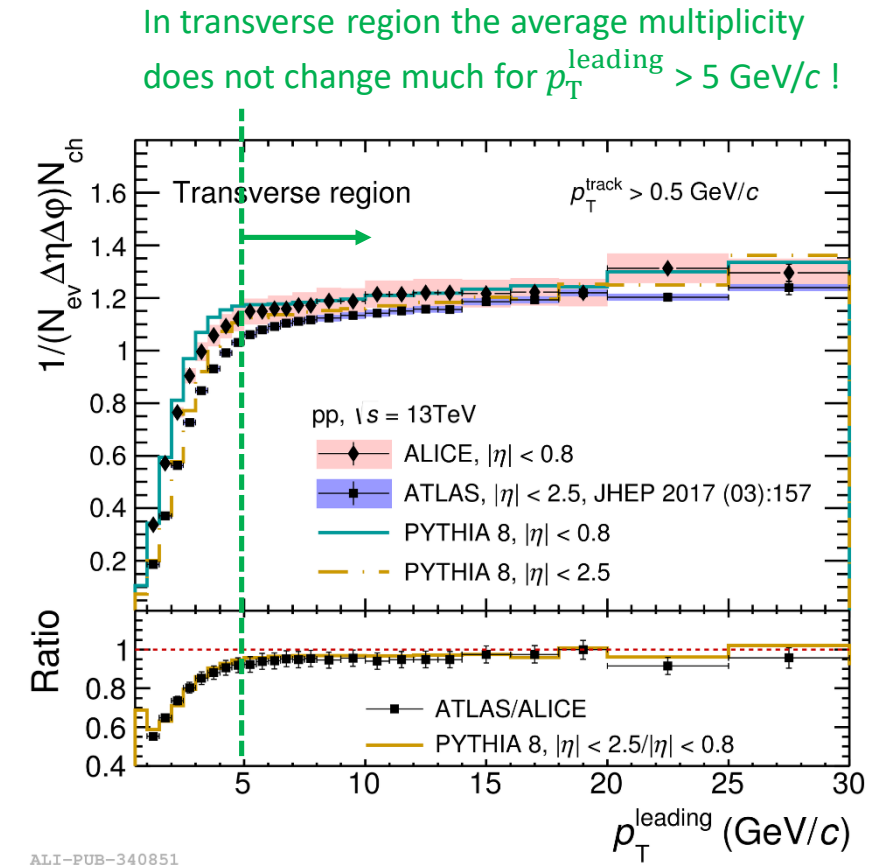 In transverse region the average multiplicity
does not change much for p_T^leading > 5 GeV/c !
1/(N_ev Δη Δφ)N_ch
1.6
1.4
1.2
1
0.8
0.6
0.4
0.2
Transverse region
p_T^track > 0.5 GeV/c
pp, √s = 13TeV
ALICE, |η| < 0.8
ATLAS, |η| < 2.5, JHEP 2017 (03):157
PYTHIA 8, |η| < 0.8
PYTHIA 8, |η| < 2.5
Ratio
1
0.8
0.6
0.4
ATLAS/ALICE
PYTHIA 8, |η| < 2.5/|η| < 0.8
5 10 15 20 25 30
p_T^leading (GeV/c)
ALI-PUB-340851